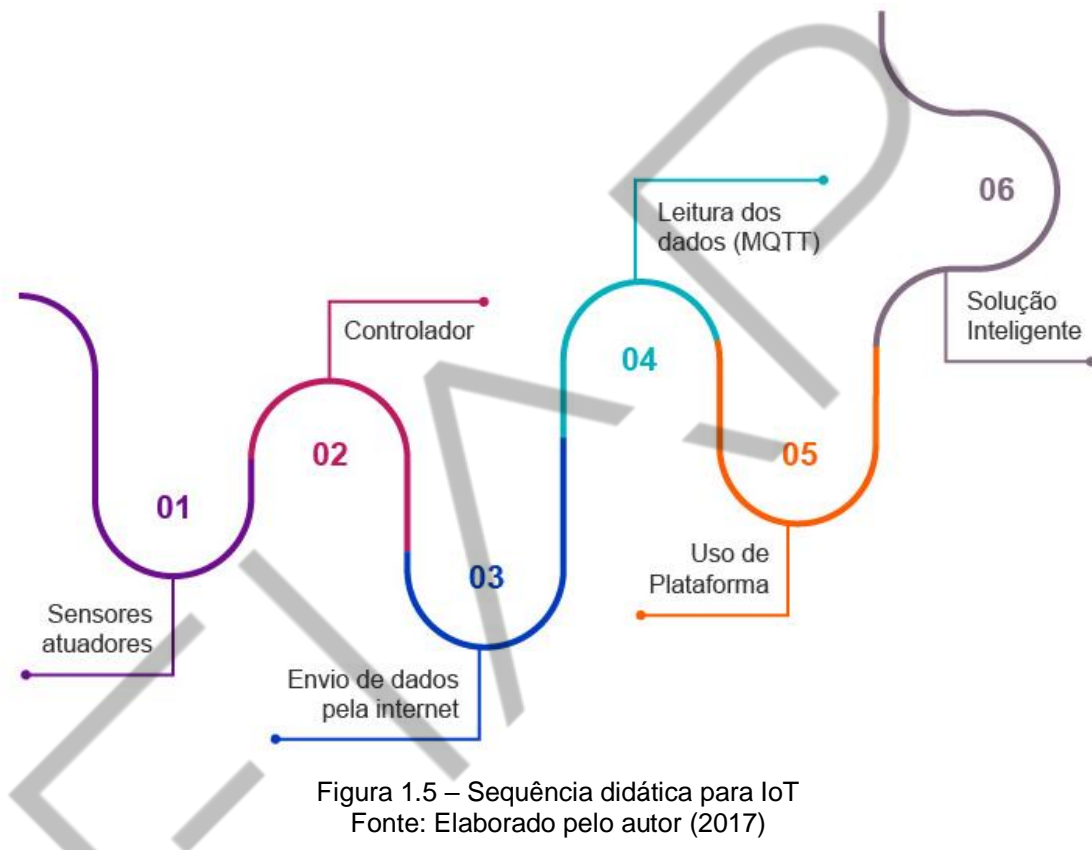 01
Sensores
atuadores
02
Controlador
03
Envio de dados
pela internet
04
Leitura dos
dados (MQTT)
05
Uso de
Plataforma
06
Solução
Inteligente
FIAP
Figura 1.5 – Sequência didática para IoT
Fonte: Elaborado pelo autor (2017)